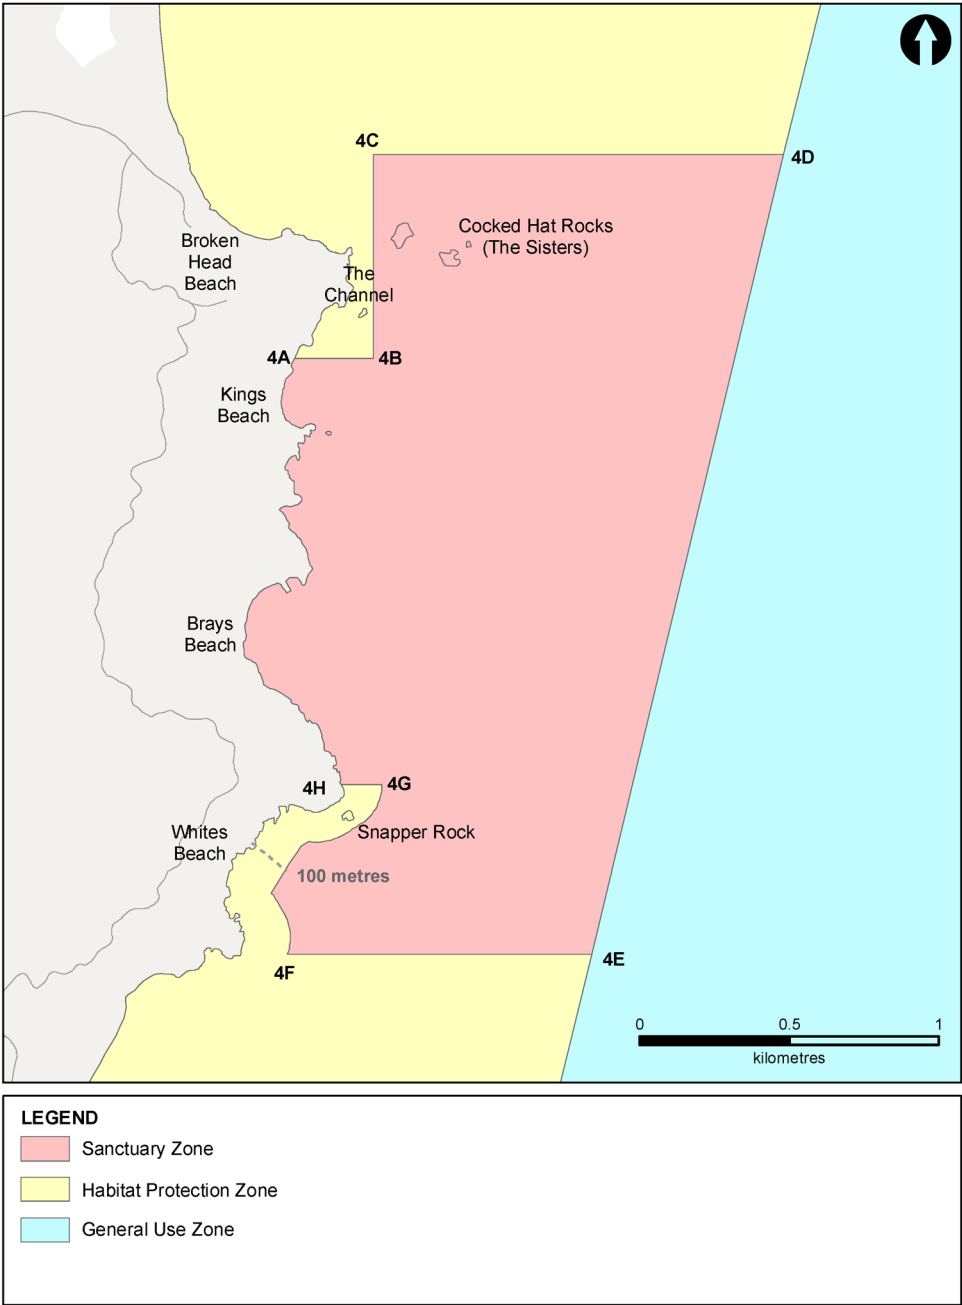 4C
4D
Cocked Hat Rocks
(The Sisters)
Broken
Head
Beach
The
Channel
4A
4B
Kings
Beach
Brays
Beach
4H
4G
Whites
Beach
Snapper Rock
100 metres
4F
4E
0
0.5
1
kilometres
LEGEND
Sanctuary Zone
Habitat Protection Zone
General Use Zone